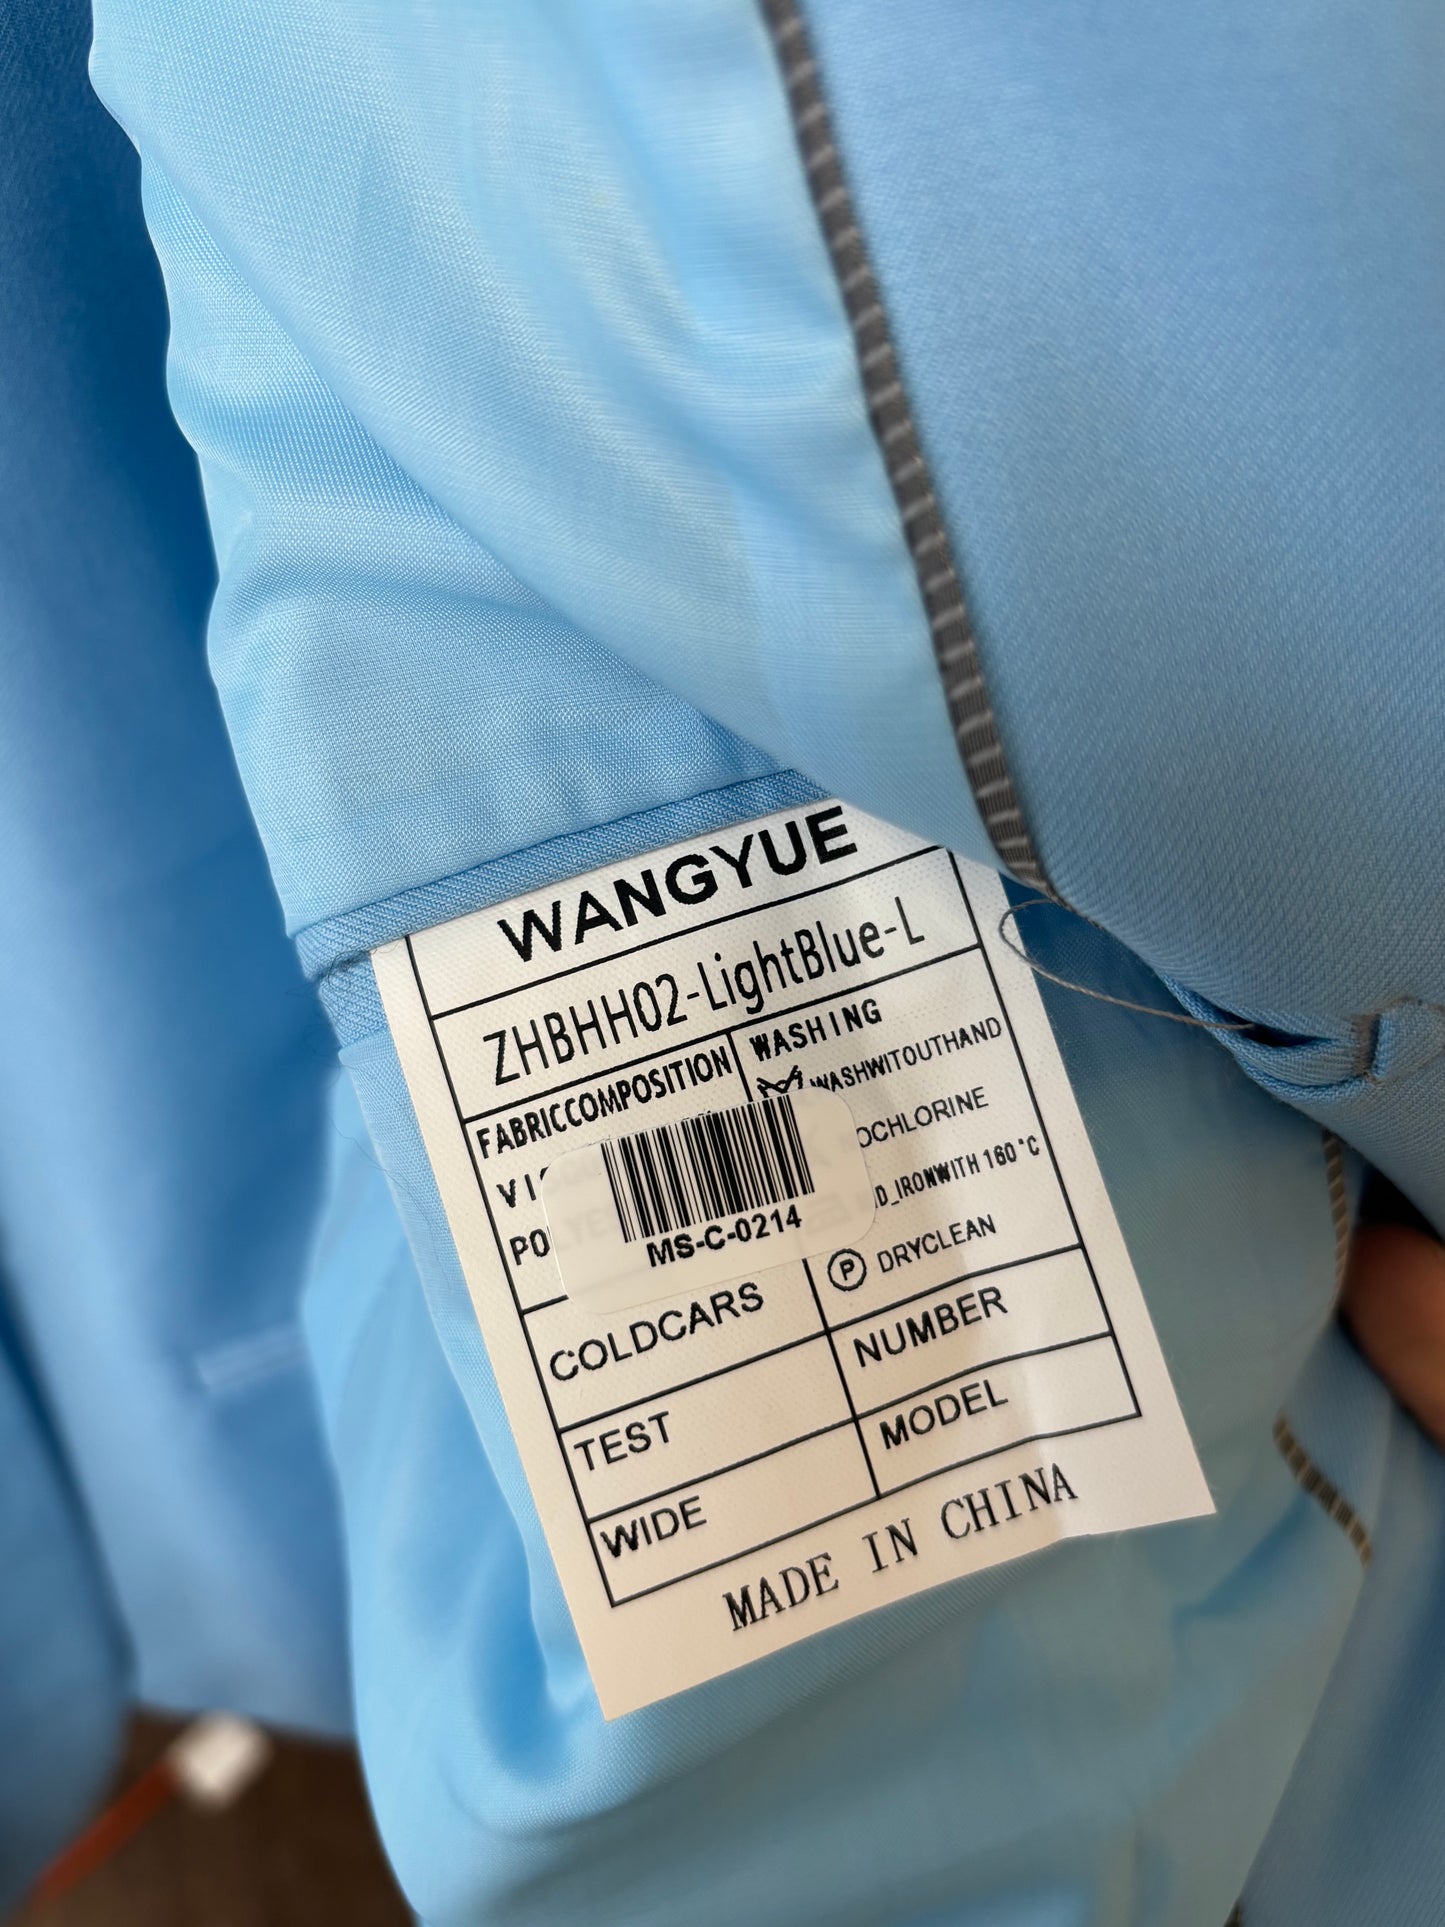 WANGYUE
ZHBHH02-LightBlue-L
FABRICCOMPOSITION
WASHING
WASHWITOUTHAND
OCHLORINE
D_IRONWITH 160°C
P DRYCLEAN
MS-C-0214
COLDCARS
NUMBER
TEST
MODEL
WIDE
MADE IN CHINA